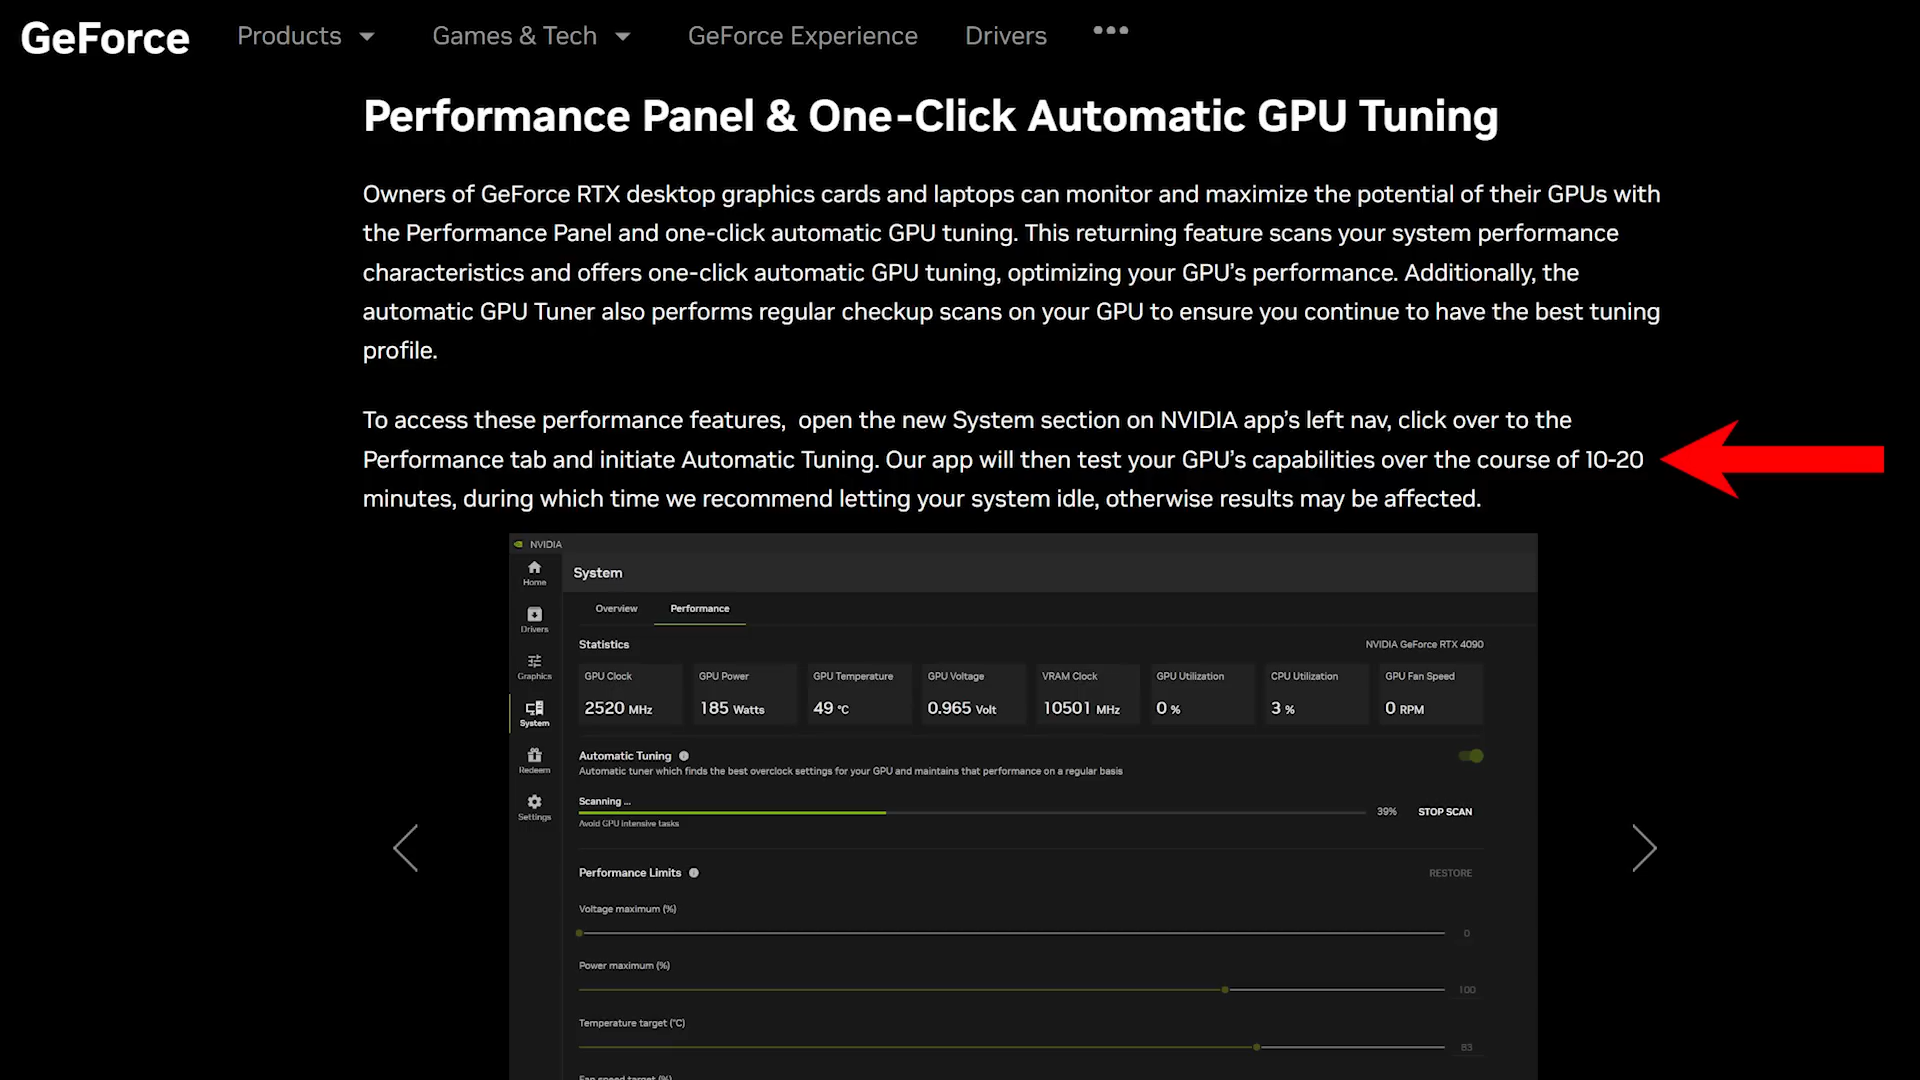 GeForce Products Games & Tech GeForce Experience Drivers •••
Performance Panel & One-Click Automatic GPU Tuning
Owners of GeForce RTX desktop graphics cards and laptops can monitor and maximize the potential of their GPUs with
the Performance Panel and one-click automatic GPU tuning. This returning feature scans your system performance
characteristics and offers one-click automatic GPU tuning, optimizing your GPU’s performance. Additionally, the
automatic GPU Tuner also performs regular checkup scans on your GPU to ensure you continue to have the best tuning
profile.
To access these performance features,  open the new System section on NVIDIA app’s left nav, click over to the
Performance tab and initiate Automatic Tuning. Our app will then test your GPU’s capabilities over the course of 10-20
minutes, during which time we recommend letting your system idle, otherwise results may be affected.
NVIDIA
Home
Drivers
Graphics
System
Redeem
Settings
System
Overview Performance
Statistics NVIDIA GeForce RTX 4090
GPU Clock GPU Power GPU Temperature GPU Voltage VRAM Clock GPU Utilization CPU Utilization GPU Fan Speed
2520 MHz 185 Watts 49 °C 0.965 Volt 10501 MHz 0 % 3 % 0 RPM
Automatic Tuning
Automatic tuner which finds the best overclock settings for your GPU and maintains that performance on a regular basis
Scanning ...
39% STOP SCAN
Avoid GPU intensive tasks
Performance Limits RESTORE
Voltage maximum (%)
0
Power maximum (%)
100
Temperature target (°C)
83
Fan speed target (%)